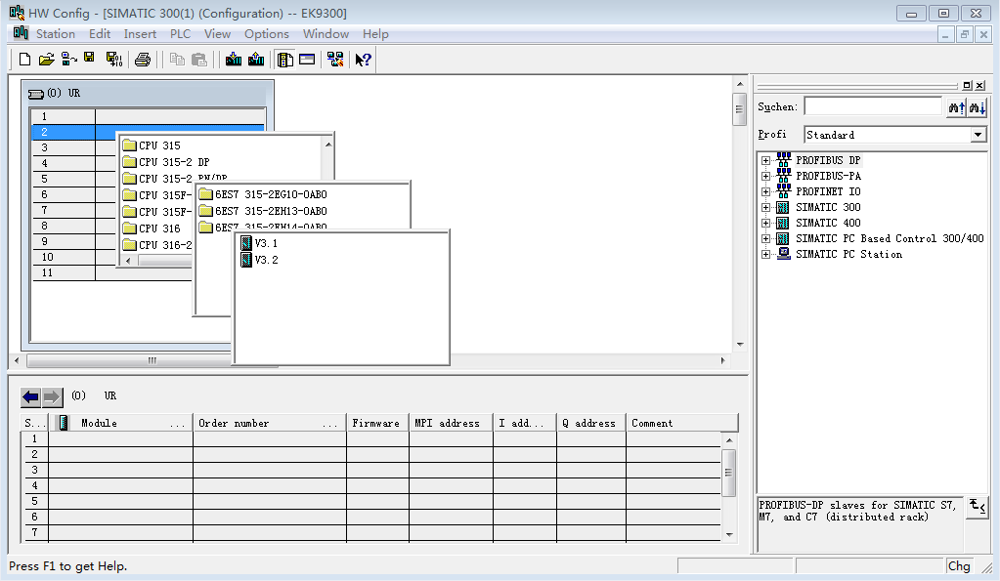 HW Config - [SIMATIC 300(1) (Configuration) -- EK9300]
Station Edit Insert PLC View Options Window Help
(0) UR
1
2
3
4
5
6
7
8
9
10
11
CPU 315
CPU 315-2 DP
CPU 315-2 PN/DP
CPU 315F-
CPU 315F-
CPU 316
CPU 316-2
6ES7 315-2EG10-0AB0
6ES7 315-2EH13-0AB0
6ES7 315-2EH14-0AB0
V3.1
V3.2
Suchen:
Profi Standard
PROFIBUS DP
PROFIBUS-PA
PROFINET IO
SIMATIC 300
SIMATIC 400
SIMATIC PC Based Control 300/400
SIMATIC PC Station
(0) UR
S... Module ... Order number ... Firmware MPI address I add... Q address Comment
1
2
3
4
5
6
7
PROFIBUS-DP slaves for SIMATIC S7,
M7, and C7 (distributed rack)
Press F1 to get Help.
Chg